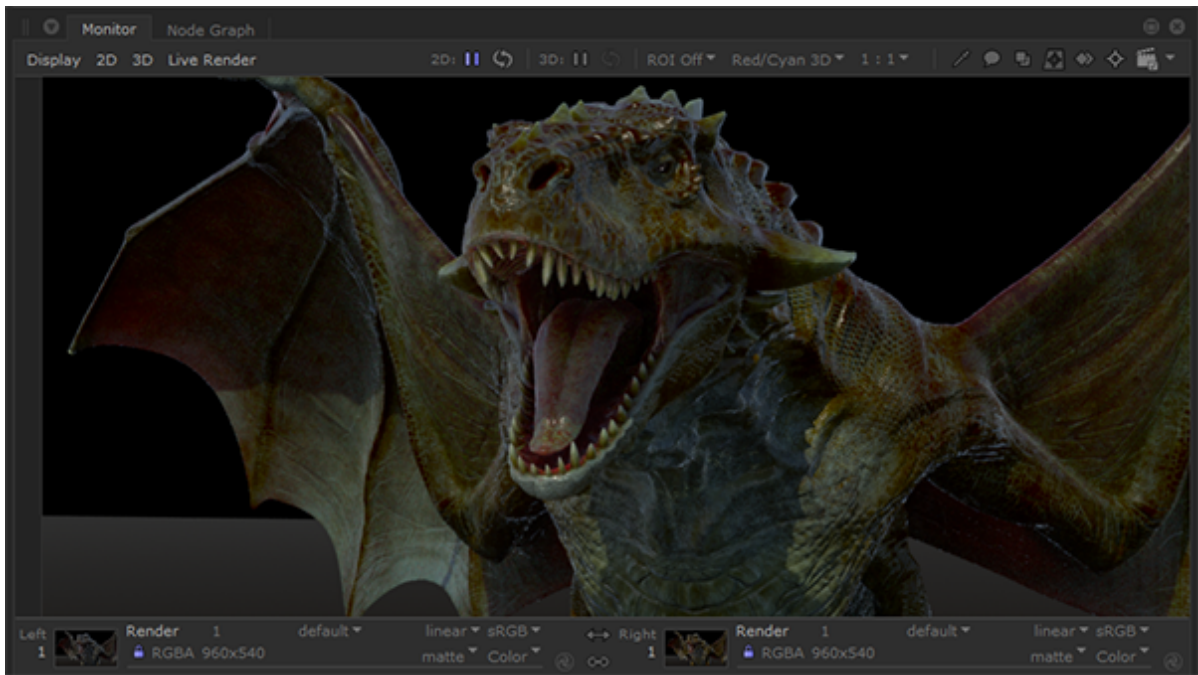 Monitor Node Graph
Display 2D 3D Live Render 2D: 3D: ROI Off Red/Cyan 3D 1 : 1
Left Render 1 default linear sRGB Right Render 1 default linear sRGB
1 RGBA 960x540 matte Color 1 RGBA 960x540 matte Color